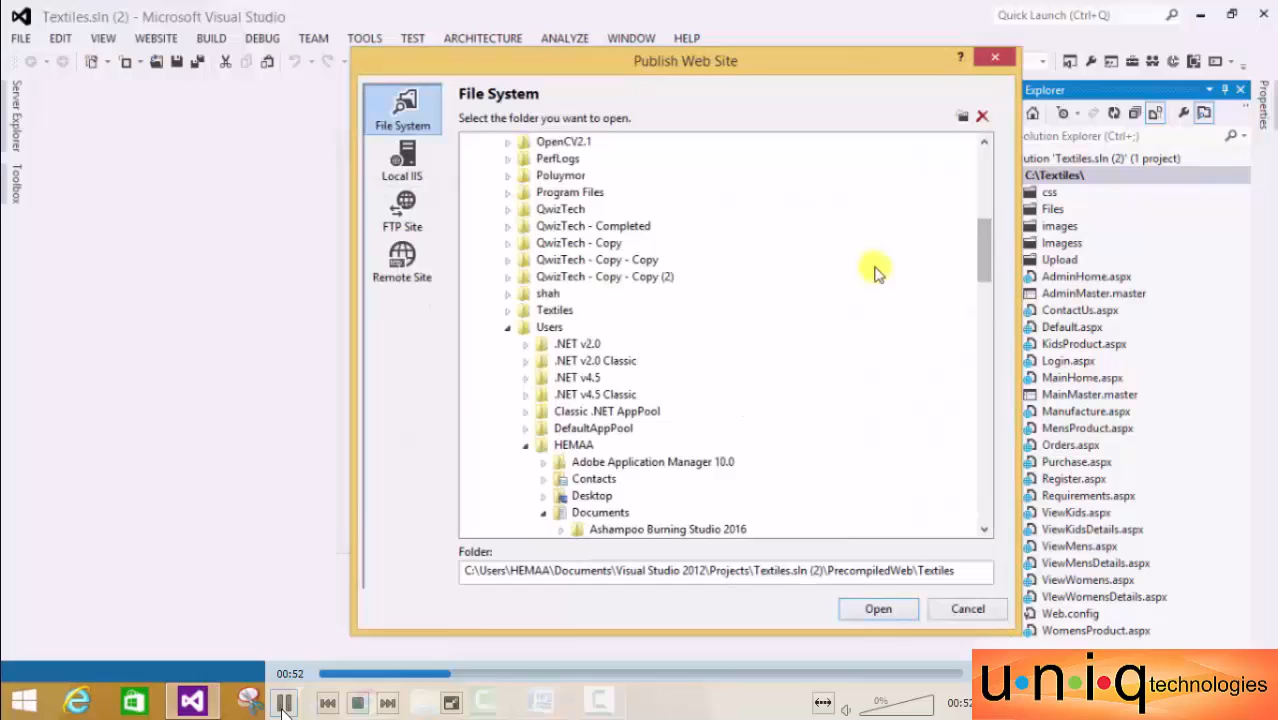 Textiles.sln (2) - Microsoft Visual Studio
Quick Launch (Ctrl+Q)
FILE EDIT VIEW WEBSITE BUILD DEBUG TEAM TOOLS TEST ARCHITECTURE ANALYZE WINDOW HELP
Publish Web Site
?
Server Explorer
Toolbox
File System
Local IIS
FTP Site
Remote Site
File System
Select the folder you want to open.
OpenCV2.1
PerfLogs
Poluymor
Program Files
QwizTech
QwizTech - Completed
QwizTech - Copy
QwizTech - Copy - Copy
QwizTech - Copy - Copy (2)
shah
Textiles
Users
.NET v2.0
.NET v2.0 Classic
.NET v4.5
.NET v4.5 Classic
Classic .NET AppPool
DefaultAppPool
HEMAA
Adobe Application Manager 10.0
Contacts
Desktop
Documents
Ashampoo Burning Studio 2016
Folder:
C:\Users\HEMAA\Documents\Visual Studio 2012\Projects\Textiles.sln (2)\PrecompiledWeb\Textiles
Open
Cancel
Explorer
olution Explorer (Ctrl+;)
ution 'Textiles.sln (2)' (1 project)
C:\Textiles\
css
Files
images
Imagess
Upload
AdminHome.aspx
AdminMaster.master
ContactUs.aspx
Default.aspx
KidsProduct.aspx
Login.aspx
MainHome.aspx
MainMaster.master
Manufacture.aspx
MensProduct.aspx
Orders.aspx
Purchase.aspx
Register.aspx
Requirements.aspx
ViewKids.aspx
ViewKidsDetails.aspx
ViewMens.aspx
ViewMensDetails.aspx
ViewWomens.aspx
VIewWomensDetails.aspx
Web.config
WomensProduct.aspx
Properties
00:52
0%
00:52
u·n·i·q technologies